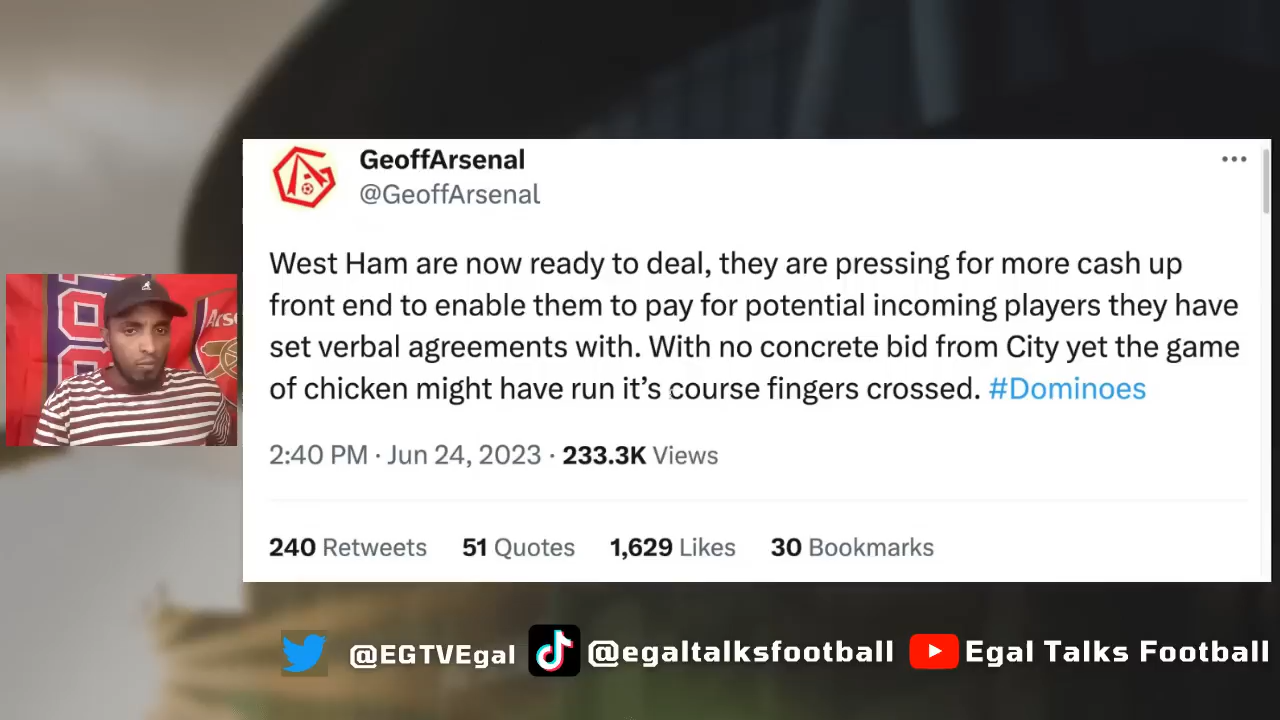 GeoffArsenal
@GeoffArsenal
West Ham are now ready to deal, they are pressing for more cash up
front end to enable them to pay for potential incoming players they have
set verbal agreements with. With no concrete bid from City yet the game
of chicken might have run it’s course fingers crossed. #Dominoes
2:40 PM · Jun 24, 2023 · 233.3K Views
240 Retweets 51 Quotes 1,629 Likes 30 Bookmarks
@EGTVEgal @egaltalksfootball Egal Talks Football